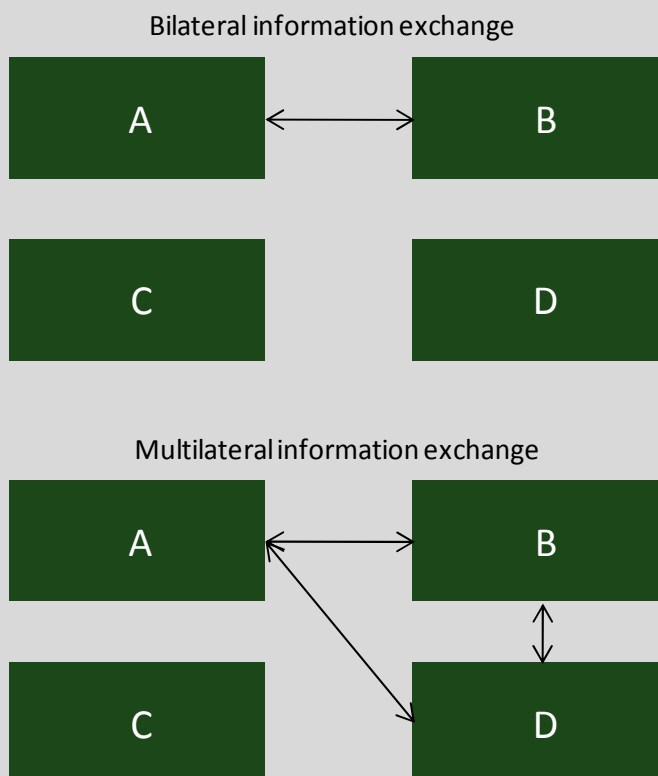 Bilateral information exchange
A B
C D
Multilateral information exchange
A B
C D